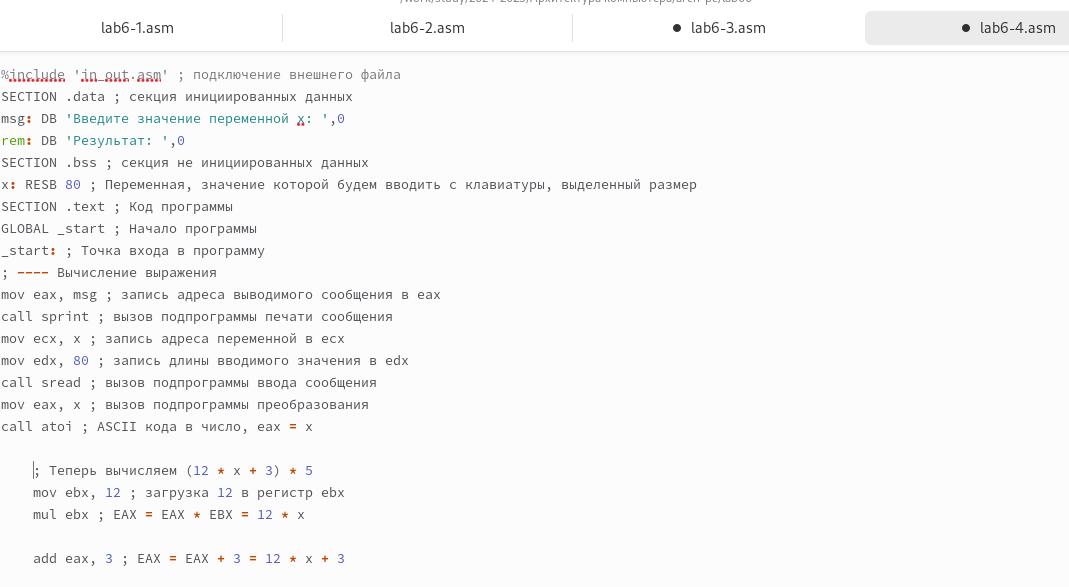 lab6-1.asm
lab6-2.asm
● lab6-3.asm
● lab6-4.asm
%include 'in_out.asm' ; подключение внешнего файла
SECTION .data ; секция инициированных данных
msg: DB 'Введите значение переменной x: ',0
rem: DB 'Результат: ',0
SECTION .bss ; секция не инициированных данных
x: RESB 80 ; Переменная, значение которой будем вводить с клавиатуры, выделенный размер
SECTION .text ; Код программы
GLOBAL _start ; Начало программы
_start: ; Точка входа в программу
; ---- Вычисление выражения
mov eax, msg ; запись адреса выводимого сообщения в eax
call sprint ; вызов подпрограммы печати сообщения
mov ecx, x ; запись адреса переменной в ecx
mov edx, 80 ; запись длины вводимого значения в edx
call sread ; вызов подпрограммы ввода сообщения
mov eax, x ; вызов подпрограммы преобразования
call atoi ; ASCII кода в число, eax = x
; Теперь вычисляем (12 * x + 3) * 5
mov ebx, 12 ; загрузка 12 в регистр ebx
mul ebx ; EAX = EAX * EBX = 12 * x
add eax, 3 ; EAX = EAX + 3 = 12 * x + 3